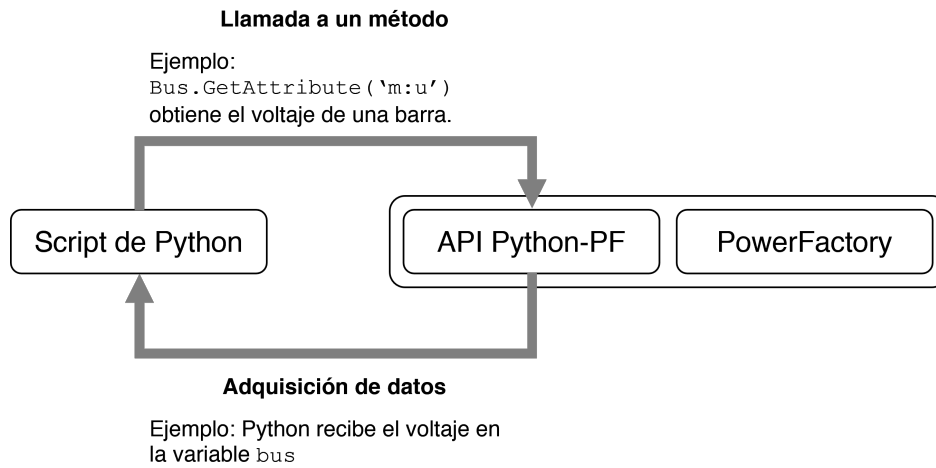 Llamada a un método
Ejemplo:
Bus.GetAttribute(‘m:u’)
obtiene el voltaje de una barra.
Script de Python
API Python-PF
PowerFactory
Adquisición de datos
Ejemplo: Python recibe el voltaje en
la variable bus